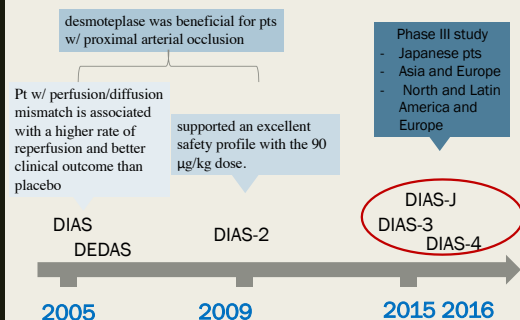 desmoteplase was beneficial for pts
w/ proximal arterial occlusion
Pt w/ perfusion/diffusion
mismatch is associated
with a higher rate of
reperfusion and better
clinical outcome than
placebo
supported an excellent
safety profile with the 90
µg/kg dose.
Phase III study
- Japanese pts
- Asia and Europe
- North and Latin
America and
Europe
DIAS
DEDAS
DIAS-2
DIAS-J
DIAS-3
DIAS-4
2005
2009
2015 2016